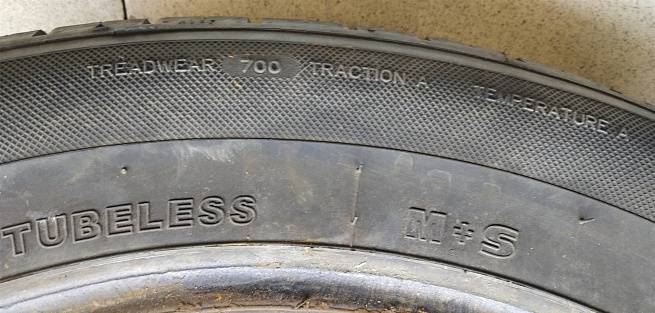 TREADWEAR 700 TRACTION A TEMPERATURE A
TUBELESS M+S